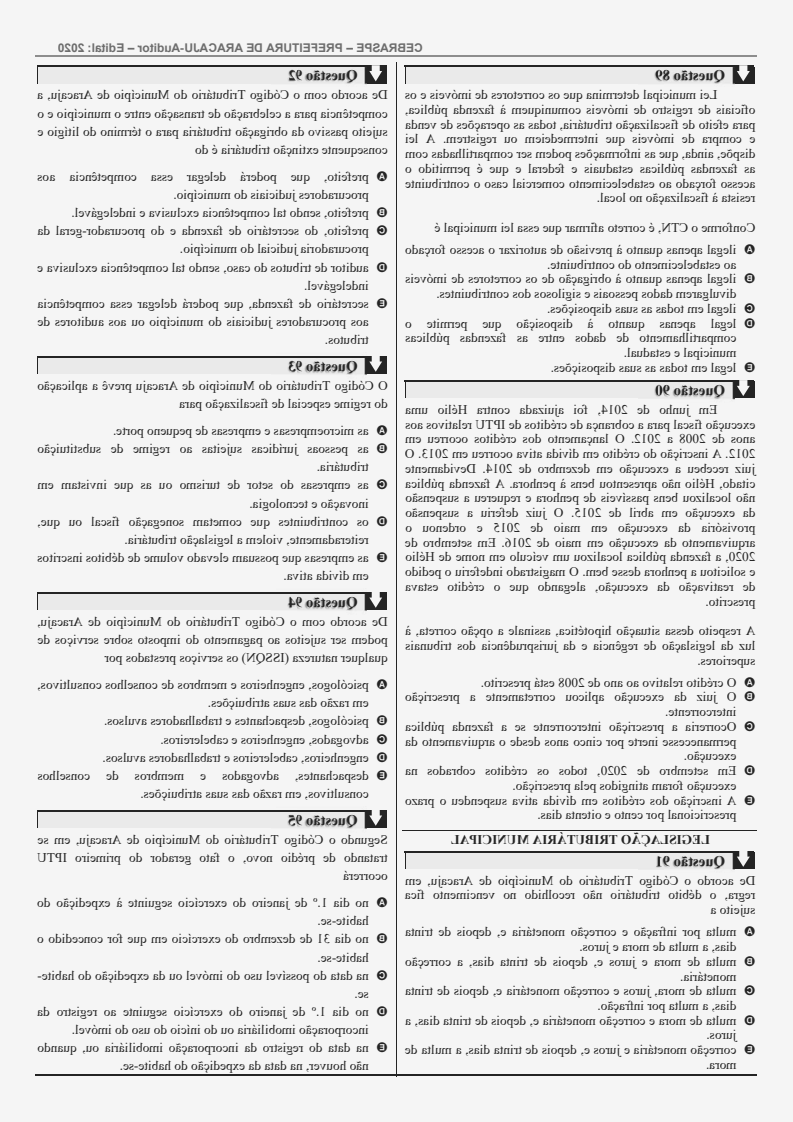 CEBRASPE – PREFEITURA DE ARACAJU-Auditor – Edital: 2020
Questão 89
Lei municipal determina que os corretores de imóveis e os
oficiais de registro de imóveis comuniquem à fazenda pública,
para efeito de fiscalização tributária, todas as operações de venda
e compra de imóveis que intermedeiem ou registem. A lei
dispõe, ainda, que as informações podem ser compartilhadas com
as fazendas públicas estaduais e federal e que é permitido o
acesso forçado ao estabelecimento comercial caso o contribuinte
resista à fiscalização no local.
Conforme o CTN, é correto afirmar que essa lei municipal é
A ilegal apenas quanto à previsão de autorizar o acesso forçado
ao estabelecimento do contribuinte.
B ilegal apenas quanto à obrigação de os corretores de imóveis
divulgarem dados pessoais e sigilosos dos contribuintes.
C ilegal em todas as suas disposições.
D legal apenas quanto à disposição que permite o
compartilhamento de dados entre as fazendas públicas
municipal e estadual.
E legal em todas as suas disposições.
Questão 90
Em junho de 2014, foi ajuizada contra Hélio uma
execução fiscal para a cobrança de créditos de IPTU relativos aos
anos de 2008 a 2012. O lançamento dos créditos ocorreu em
2012. A inscrição do crédito em dívida ativa ocorreu em 2013. O
juiz recebeu a execução em dezembro de 2014. Devidamente
citado, Hélio não apresentou bens à penhora. A fazenda pública
não localizou bens passíveis de penhora e requereu a suspensão
da execução em abril de 2015. O juiz deferiu a suspensão
provisória da execução em maio de 2015 e ordenou o
arquivamento da execução em maio de 2016. Em setembro de
2020, a fazenda pública localizou um veículo em nome de Hélio
e solicitou a penhora desse bem. O magistrado indeferiu o pedido
de reativação da execução, alegando que o crédito estava
prescrito.
A respeito dessa situação hipotética, assinale a opção correta, à
luz da legislação de regência e da jurisprudência dos tribunais
superiores.
A O crédito relativo ao ano de 2008 está prescrito.
B O juiz da execução aplicou corretamente a prescrição
intercorrente.
C Ocorreria a prescrição intercorrente se a fazenda pública
permanecesse inerte por cinco anos desde o arquivamento da
execução.
D Em setembro de 2020, todos os créditos cobrados na
execução foram atingidos pela prescrição.
E A inscrição dos créditos em dívida ativa suspendeu o prazo
prescricional por cento e oitenta dias.
LEGISLAÇÃO TRIBUTÁRIA MUNICIPAL
Questão 91
De acordo o Código Tributário do Município de Aracaju, em
regra, o débito tributário não recolhido no vencimento fica
sujeito a
A multa por infração e correção monetária e, depois de trinta
dias, a multa de mora e juros.
B multa de mora e juros e, depois de trinta dias, a correção
monetária.
C multa de mora, juros e correção monetária e, depois de trinta
dias, a multa por infração.
D multa de mora e correção monetária e, depois de trinta dias, a
juros.
E correção monetária e juros e, depois de trinta dias, a multa de
mora.
Questão 92
De acordo com o Código Tributário do Município de Aracaju, a
competência para a celebração de transação entre o município e o
sujeito passivo da obrigação tributária para o término do litígio e
consequente extinção tributária é do
A prefeito, que poderá delegar essa competência aos
procuradores judiciais do município.
B prefeito, sendo tal competência exclusiva e indelegável.
C prefeito, do secretário de fazenda e do procurador-geral da
procuradoria judicial do município.
D auditor de tributos do caso, sendo tal competência exclusiva e
indelegável.
E secretário de fazenda, que poderá delegar essa competência
aos procuradores judiciais do município ou aos auditores de
tributos.
Questão 93
O Código Tributário do Município de Aracaju prevê a aplicação
do regime especial de fiscalização para
A as microempresas e empresas de pequeno porte.
B as pessoas jurídicas sujeitas ao regime de substituição
tributária.
C as empresas do setor de turismo ou as que invistam em
inovação e tecnologia.
D os contribuintes que cometam sonegação fiscal ou que,
reiteradamente, violem a legislação tributária.
E as empresas que possuam elevado volume de débitos inscritos
em dívida ativa.
Questão 94
De acordo com o Código Tributário do Município de Aracaju,
podem ser sujeitos ao pagamento do imposto sobre serviços de
qualquer natureza (ISSQN) os serviços prestados por
A psicólogos, engenheiros e membros de conselhos consultivos,
em razão das suas atribuições.
B psicólogos, despachantes e trabalhadores avulsos.
C advogados, engenheiros e cabeleireiros.
D engenheiros, cabeleireiros e trabalhadores avulsos.
E despachantes, advogados e membros de conselhos
consultivos, em razão das suas atribuições.
Questão 95
Segundo o Código Tributário do Município de Aracaju, em se
tratando de prédio novo, o fato gerador do primeiro IPTU
ocorrerá
A no dia 1.º de janeiro do exercício seguinte à expedição do
habite-se.
B no dia 31 de dezembro do exercício em que for concedido o
habite-se.
C na data do possível uso do imóvel ou da expedição do habite-
se.
D no dia 1.º de janeiro do exercício seguinte ao registro da
incorporação imobiliária ou do início do uso do imóvel.
E na data do registro da incorporação imobiliária ou, quando
não houver, na data da expedição do habite-se.